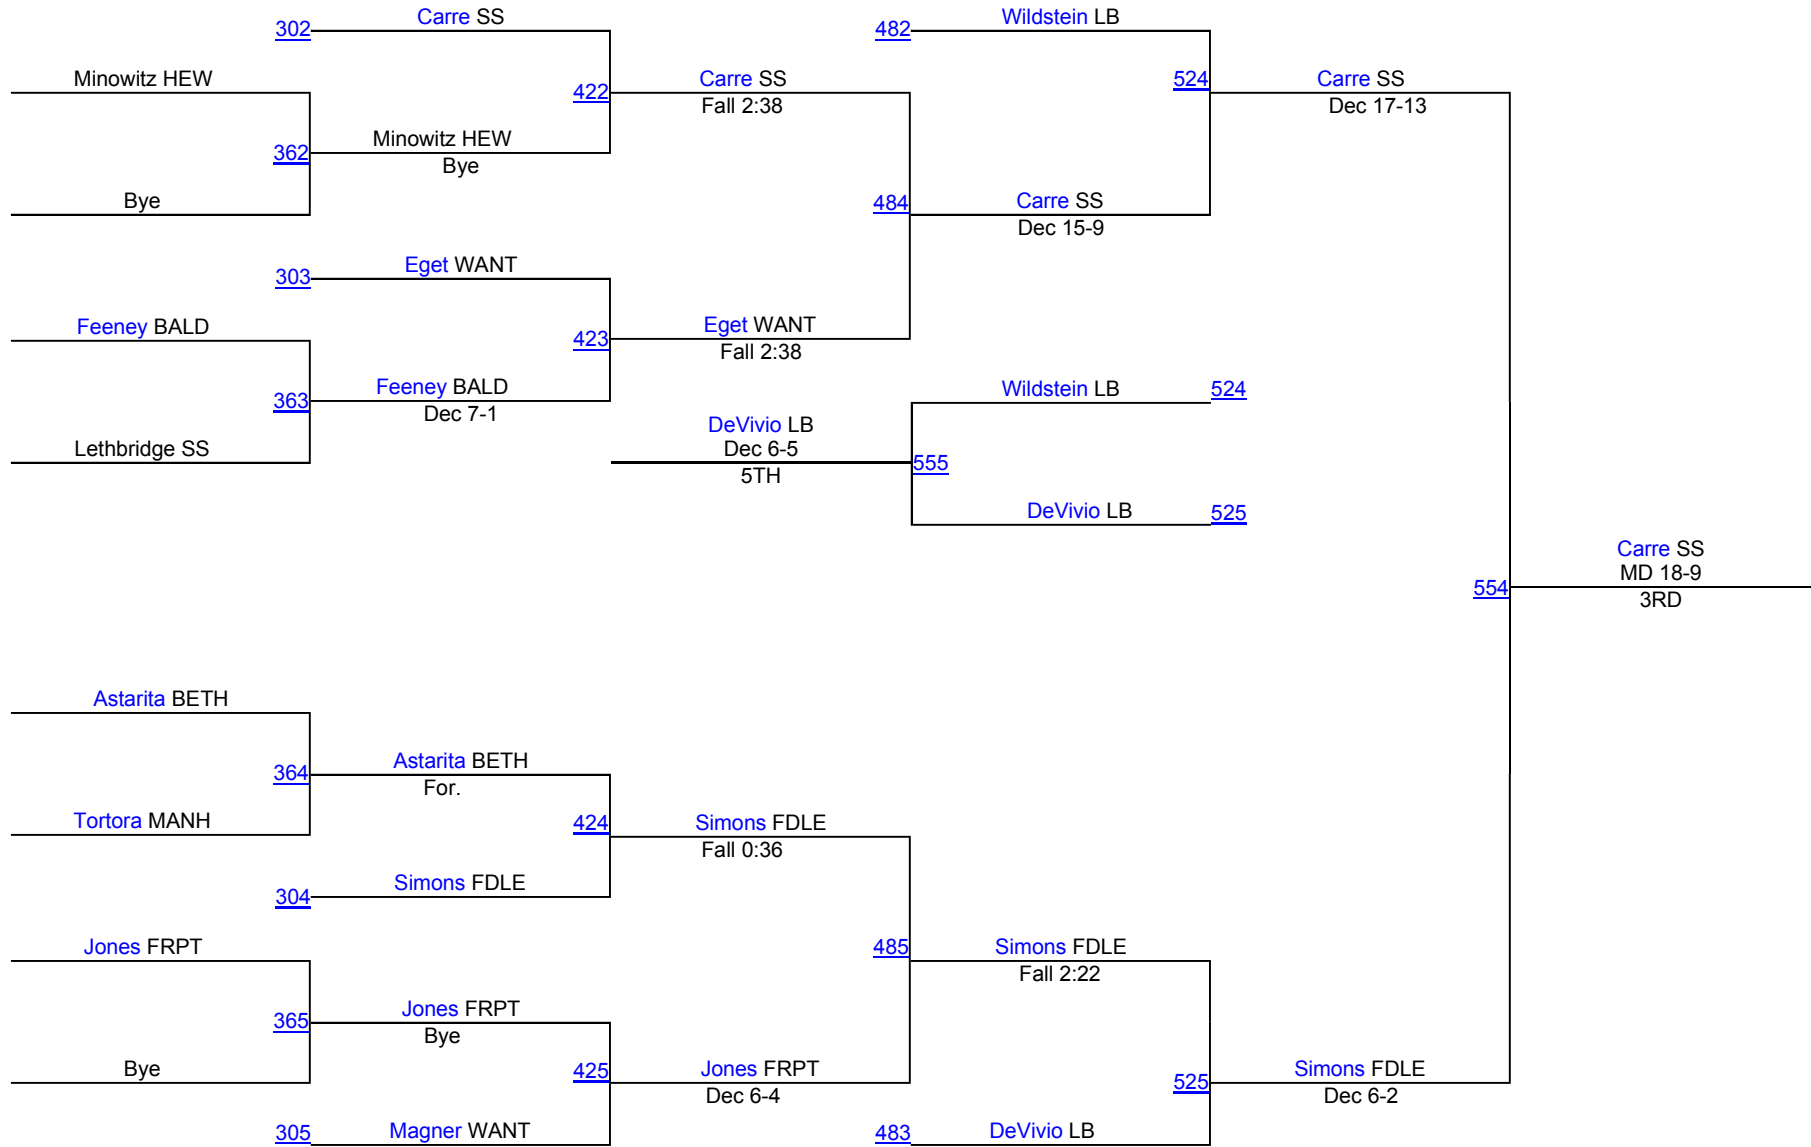 302
Carre SS
482
Wildstein LB
Minowitz HEW
422
Carre SS
Fall 2:38
524
Carre SS
Dec 17-13
362
Minowitz HEW
Bye
Bye
484
Carre SS
Dec 15-9
303
Eget WANT
Feeney BALD
423
Eget WANT
Fall 2:38
363
Feeney BALD
Dec 7-1
Wildstein LB
524
Lethbridge SS
DeVivio LB
Dec 6-5
5TH
555
DeVivio LB
525
554
Carre SS
MD 18-9
3RD
Astarita BETH
364
Astarita BETH
For.
Tortora MANH
424
Simons FDLE
Fall 0:36
304
Simons FDLE
Jones FRPT
485
Simons FDLE
Fall 2:22
365
Jones FRPT
Bye
Bye
425
Jones FRPT
Dec 6-4
525
Simons FDLE
Dec 6-2
305
Magner WANT
483
DeVivio LB